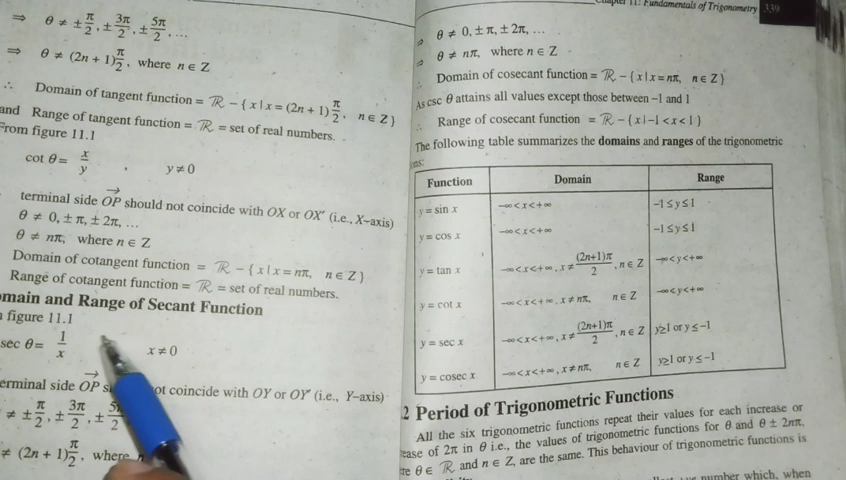 ⇒ θ ≠ ± π/2, ± 3π/2, ± 5π/2, ...
⇒ θ ≠ (2n + 1) π/2, where n ∈ Z
∴ Domain of tangent function = ℝ – { x | x = (2n + 1) π/2, n ∈ Z }
and Range of tangent function = ℝ = set of real numbers.
From figure 11.1
cot θ = x/y , y ≠ 0
terminal side OP should not coincide with OX or OX′ (i.e., X–axis)
θ ≠ 0, ± π, ± 2π, ...
θ ≠ nπ, where n ∈ Z
Domain of cotangent function = ℝ – { x | x = nπ, n ∈ Z }
Range of cotangent function = ℝ = set of real numbers.
main and Range of Secant Function
figure 11.1
sec θ = 1/x x ≠ 0
erminal side OP not coincide with OY or OY′ (i.e., Y–axis)
≠ ± π/2, ± 3π/2, ±
≠ (2n + 1) π/2, where
Chapter 11: Fundamentals of Trigonometry 339
⇒ θ ≠ 0, ± π, ± 2π, ...
⇒ θ ≠ nπ, where n ∈ Z
∴ Domain of cosecant function = ℝ – { x | x = nπ, n ∈ Z }
As csc θ attains all values except those between –1 and 1
∴ Range of cosecant function = ℝ – { x | –1 < x < 1 }
The following table summarizes the domains and ranges of the trigonometric
ons:
Function Domain Range
y = sin x –∞ < x < +∞ –1 ≤ y ≤ 1
y = cos x –∞ < x < +∞ –1 ≤ y ≤ 1
y = tan x –∞ < x < +∞, x ≠ (2n+1)π/2, n ∈ Z –∞ < y < +∞
y = cot x –∞ < x < +∞, x ≠ nπ, n ∈ Z –∞ < y < +∞
y = sec x –∞ < x < +∞, x ≠ (2n+1)π/2, n ∈ Z y ≥ 1 or y ≤ –1
y = cosec x –∞ < x < +∞, x ≠ nπ, n ∈ Z y ≥ 1 or y ≤ –1
.2 Period of Trigonometric Functions
All the six trigonometric functions repeat their values for each increase or
ease of 2π in θ i.e., the values of trigonometric functions for θ and θ ± 2nπ,
re θ ∈ ℝ and n ∈ Z, are the same. This behaviour of trigonometric functions is
number which, when